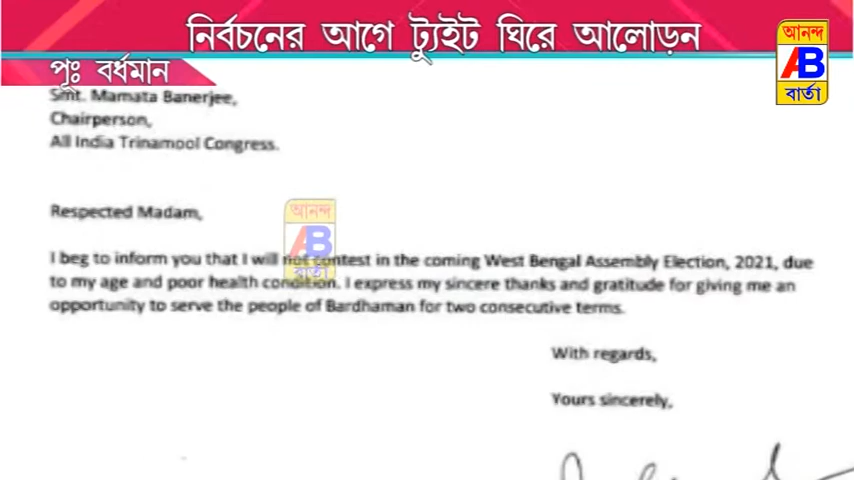 নির্বচনের আগে ট্যুইট ঘিরে আলোড়ন
আনন্দ
AB
বার্তা
পূঃ বর্ধমান
Smt. Mamata Banerjee,
Chairperson,
All India Trinamool Congress.
Respected Madam,
আনন্দ
AB
বার্তা
I beg to inform you that I will not contest in the coming West Bengal Assembly Election, 2021, due
to my age and poor health condition. I express my sincere thanks and gratitude for giving me an
opportunity to serve the people of Bardhaman for two consecutive terms.
With regards,
Yours sincerely,